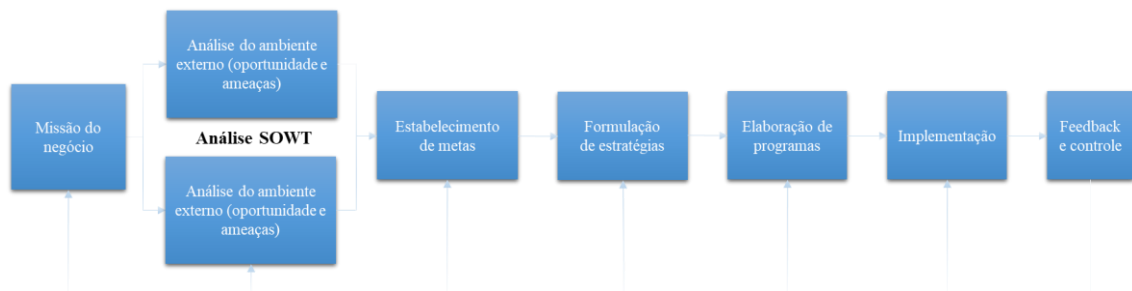 Missão do
negócio
Análise do ambiente
externo (oportunidade e
ameaças)
Análise SOWT
Análise do ambiente
externo (oportunidade e
ameaças)
Estabelecimento
de metas
Formulação
de estratégias
Elaboração de
programas
Implementação
Feedback
e controle